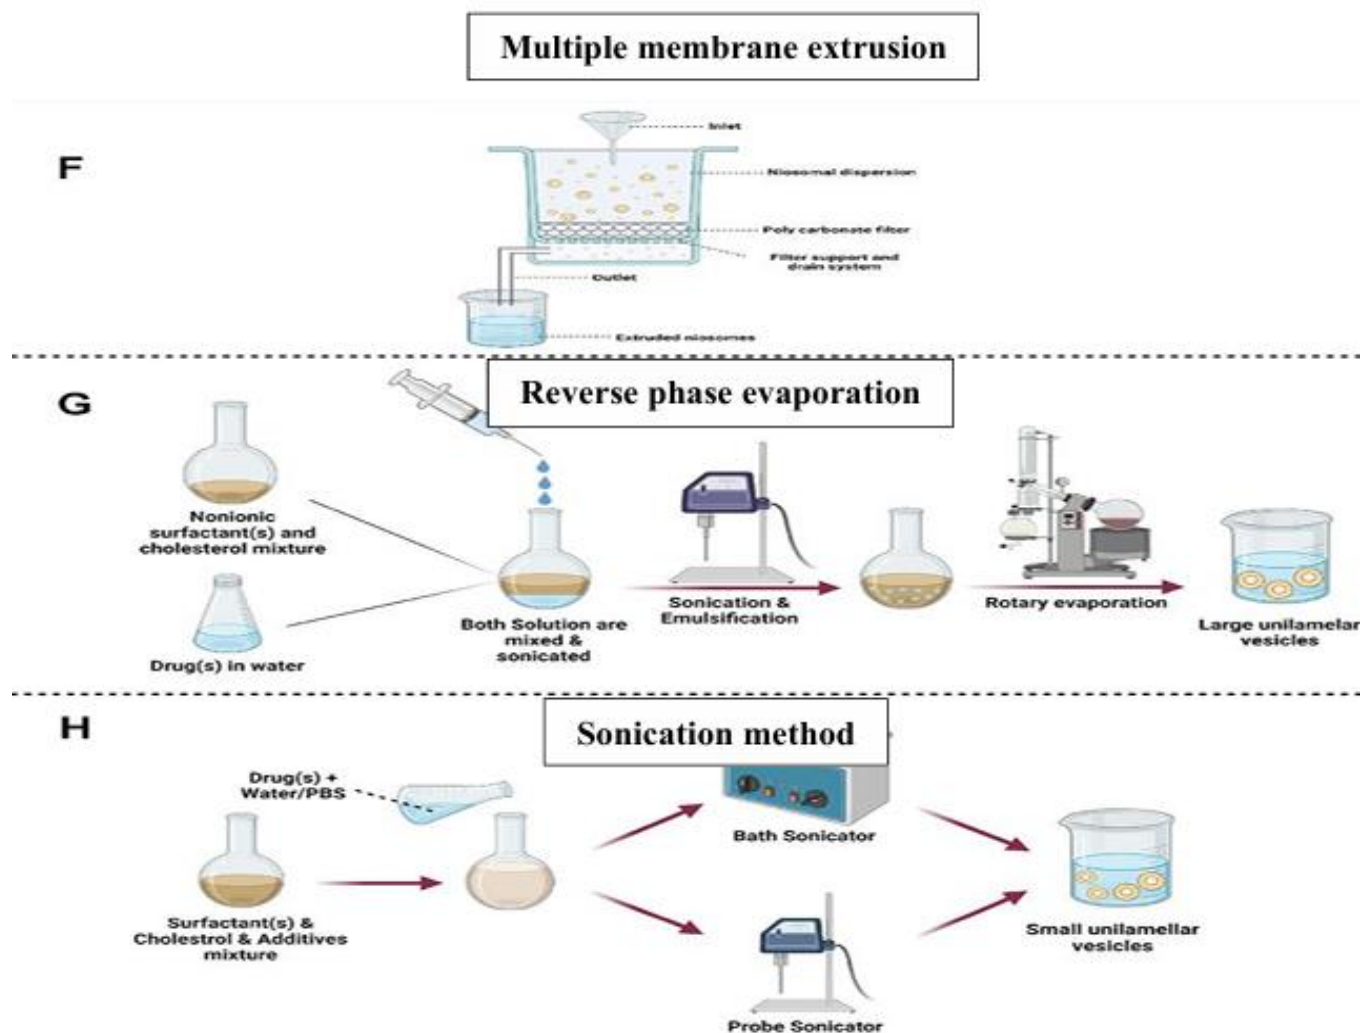 Multiple membrane extrusion
F
Inlet
Niosomal dispersion
Poly carbonate filter
Filter support and
drain system
Outlet
Extruded niosomes
G
Reverse phase evaporation
Nonionic
surfactant(s) and
cholesterol mixture
Drug(s) in water
Both Solution are
mixed &
sonicated
Sonication &
Emulsification
Rotary evaporation
Large unilamelar
vesicles
H
Sonication method
Drug(s) +
Water/PBS
Surfactant(s) &
Cholestrol & Additives
mixture
Bath Sonicator
Probe Sonicator
Small unilamellar
vesicles